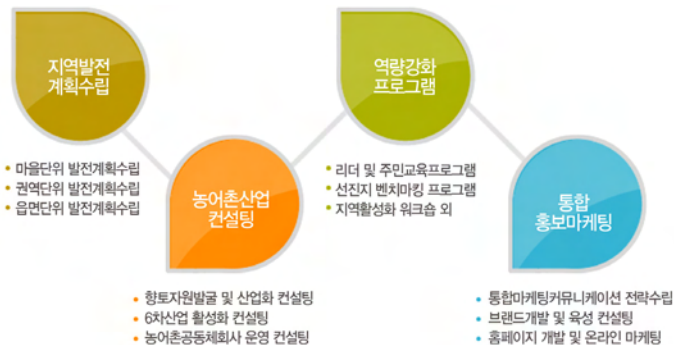 지역발전
계획수립
• 마을단위 발전계획수립
• 권역단위 발전계획수립
• 읍면단위 발전계획수립
농어촌산업
컨설팅
• 향토자원발굴 및 산업화 컨설팅
• 6차산업 활성화 컨설팅
• 농어촌공동체회사 운영 컨설팅
역량강화
프로그램
• 리더 및 주민교육프로그램
• 선진지 벤치마킹 프로그램
• 지역활성화 워크숍 외
통합
홍보마케팅
• 통합마케팅커뮤니케이션 전략수립
• 브랜드개발 및 육성 컨설팅
• 홈페이지 개발 및 온라인 마케팅